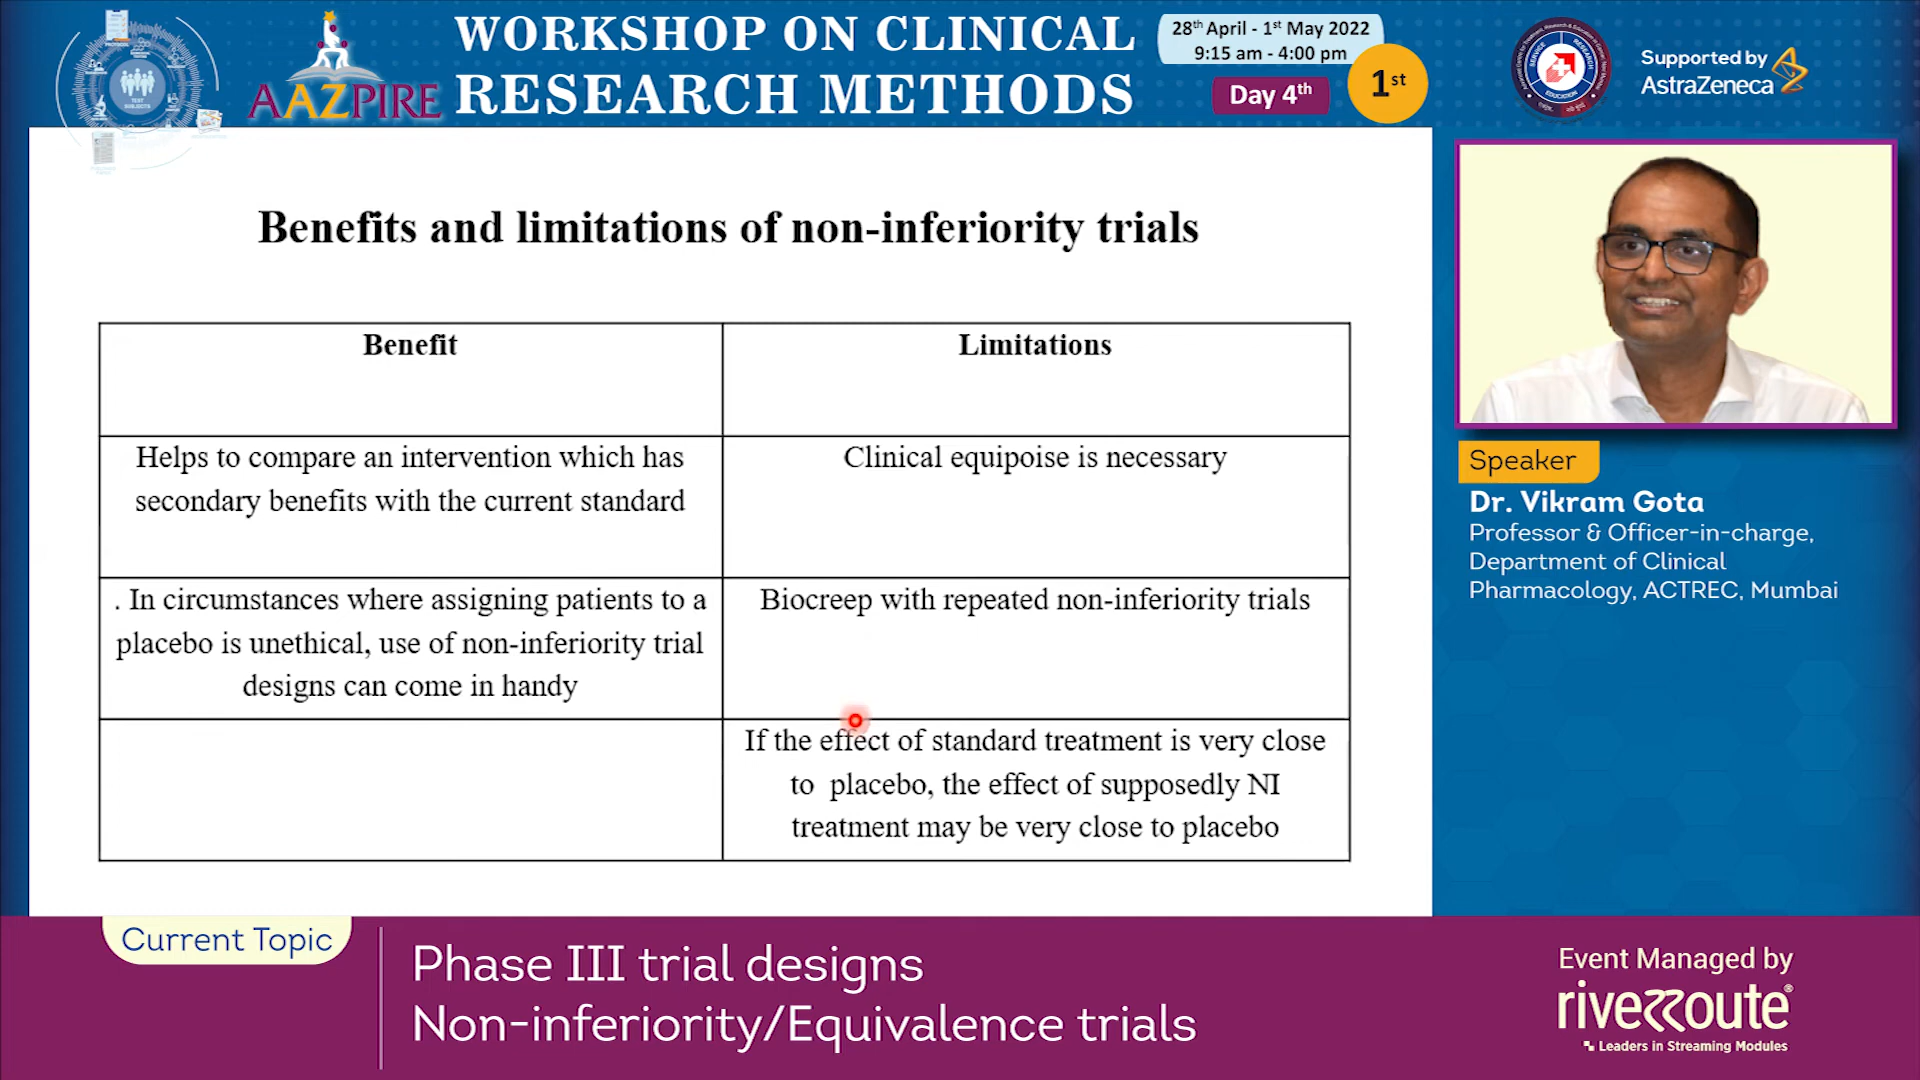 AAZPIRE
WORKSHOP ON CLINICAL
RESEARCH METHODS
28th April - 1st May 2022
9:15 am - 4:00 pm
Day 4th
1st
Supported by
AstraZeneca
TEST
SUBJECTS
SERVICE
RESEARCH
EDUCATION
Benefits and limitations of non-inferiority trials
Benefit
Limitations
Helps to compare an intervention which has
secondary benefits with the current standard
Clinical equipoise is necessary
. In circumstances where assigning patients to a
placebo is unethical, use of non-inferiority trial
designs can come in handy
Biocreep with repeated non-inferiority trials
If the effect of standard treatment is very close
to placebo, the effect of supposedly NI
treatment may be very close to placebo
Speaker
Dr. Vikram Gota
Professor & Officer-in-charge,
Department of Clinical
Pharmacology, ACTREC, Mumbai
Current Topic
Phase III trial designs
Non-inferiority/Equivalence trials
Event Managed by
riverroute®
Leaders in Streaming Modules